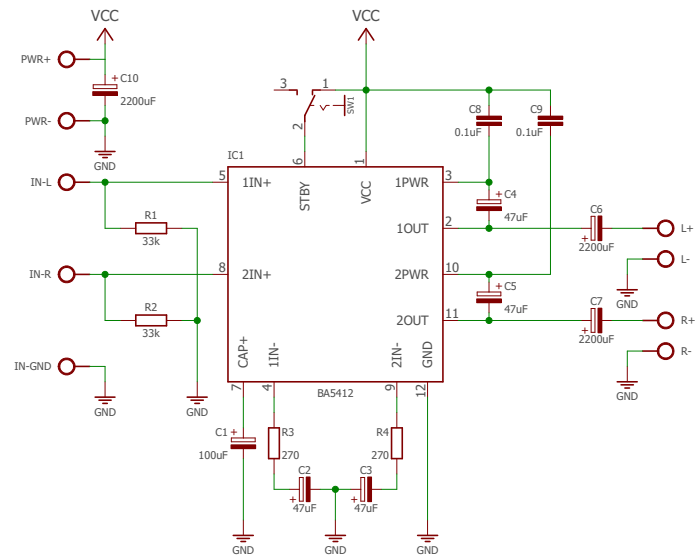 VCC
VCC
PWR+
+ C10
2200uF
PWR-
GND
3
1
2
SW1
C8
0.1uF
C9
0.1uF
IC1
IN-L
5
6
1
3
1IN+
STBY
VCC
1PWR
+ C4
47uF
R1
33k
2
1OUT
C6
+
2200uF
L+
L-
GND
IN-R
8
2IN+
2PWR
10
+ C5
47uF
R2
33k
2OUT
11
C7
+
2200uF
R+
R-
GND
IN-GND
GND
GND
CAP+
1IN-
2IN-
GND
7
4
BA5412
9
12
C1 +
100uF
R3
270
R4
270
C2
+
47uF
C3
+
47uF
GND
GND
GND